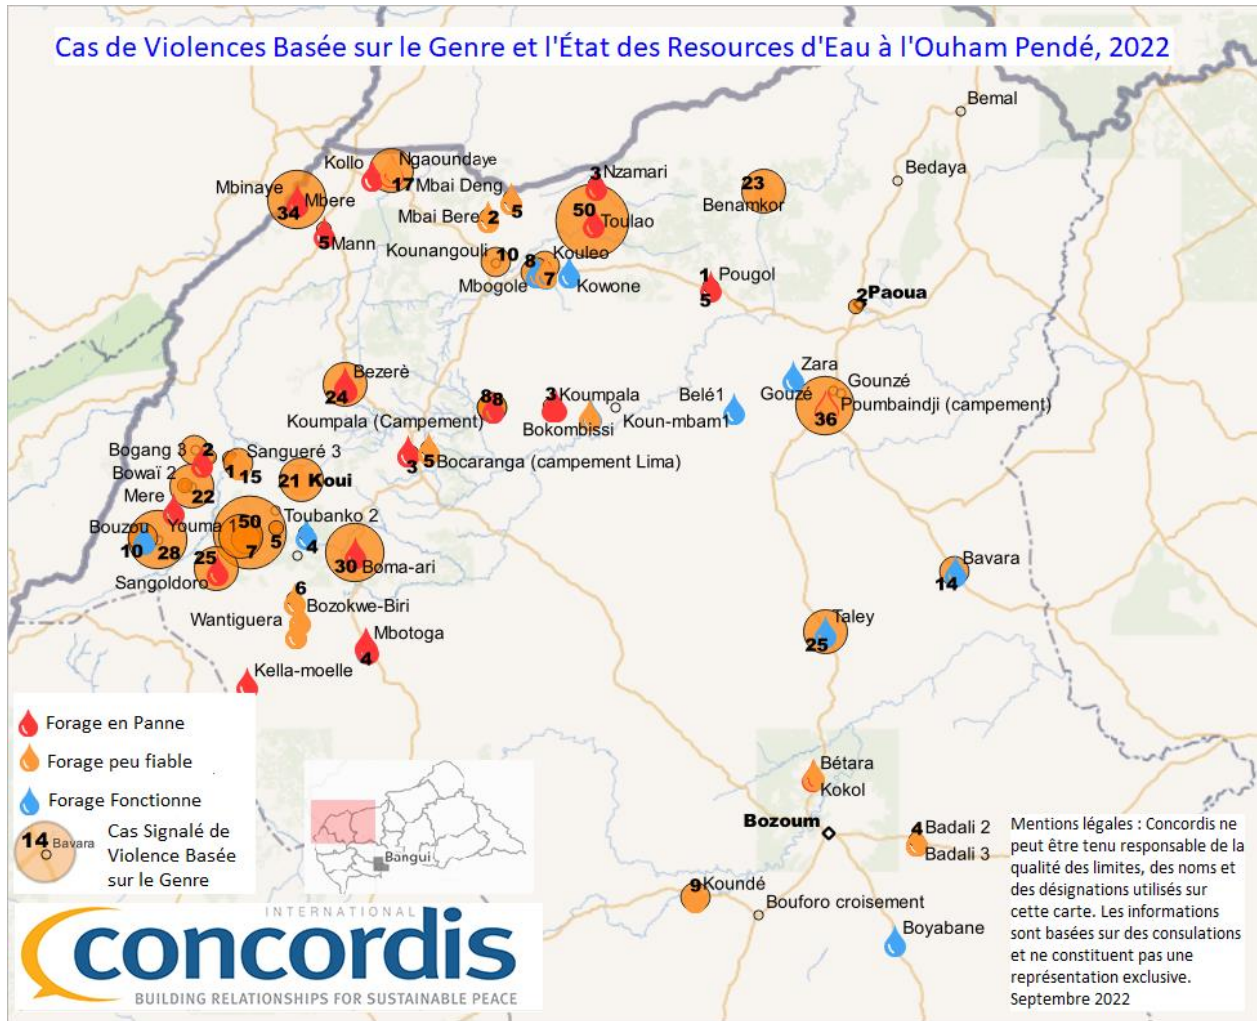 Cas de Violences Basée sur le Genre et l'État des Resources d'Eau à l'Ouham Pendé, 2022
Bemal
Bedaya
Kollo
Ngaoundaye
17
Mbai Deng
5
Mbinaye
Mbere
34
Mbai Bere
2
3
Nzamari
50
Toulao
23
Benamkor
5
Mann
Kounangouli
10
8
Kouleo
7
Mbogole
Kowone
1
5
Pougol
2
Paoua
Bezerè
24
Koumpala (Campement)
8
8
3
Koumpala
Bokombissi
Koun-mbam1
Belé1
Zara
Gounzé
Gouzé
Poumbaindji (campement)
36
Bogang 3
2
Sangueré 3
1
15
3
5
Bocaranga (campement Lima)
Bowaï 2
22
21
Koui
Mere
Bouzou
Youma 1
50
Toubanko 2
10
28
7
5
4
25
Sangoldoro
30
Boma-ari
Bavara
14
6
Bozokwe-Biri
Wantiguera
Mbotoga
4
Taley
25
Kella-moelle
Forage en Panne
Forage peu fiable
Forage Fonctionne
14
Bavara
Cas Signalé de
Violence Basée
sur le Genre
Bangui
Bétara
Kokol
Bozoum
4
Badali 2
Badali 3
9
Koundé
Bouforo croisement
Boyabane
Mentions légales : Concordis ne
peut être tenu responsable de la
qualité des limites, des noms et
des désignations utilisés sur
cette carte. Les informations
sont basées sur des consulations
et ne constituent pas une
représentation exclusive.
Septembre 2022
INTERNATIONAL
concordis
BUILDING RELATIONSHIPS FOR SUSTAINABLE PEACE